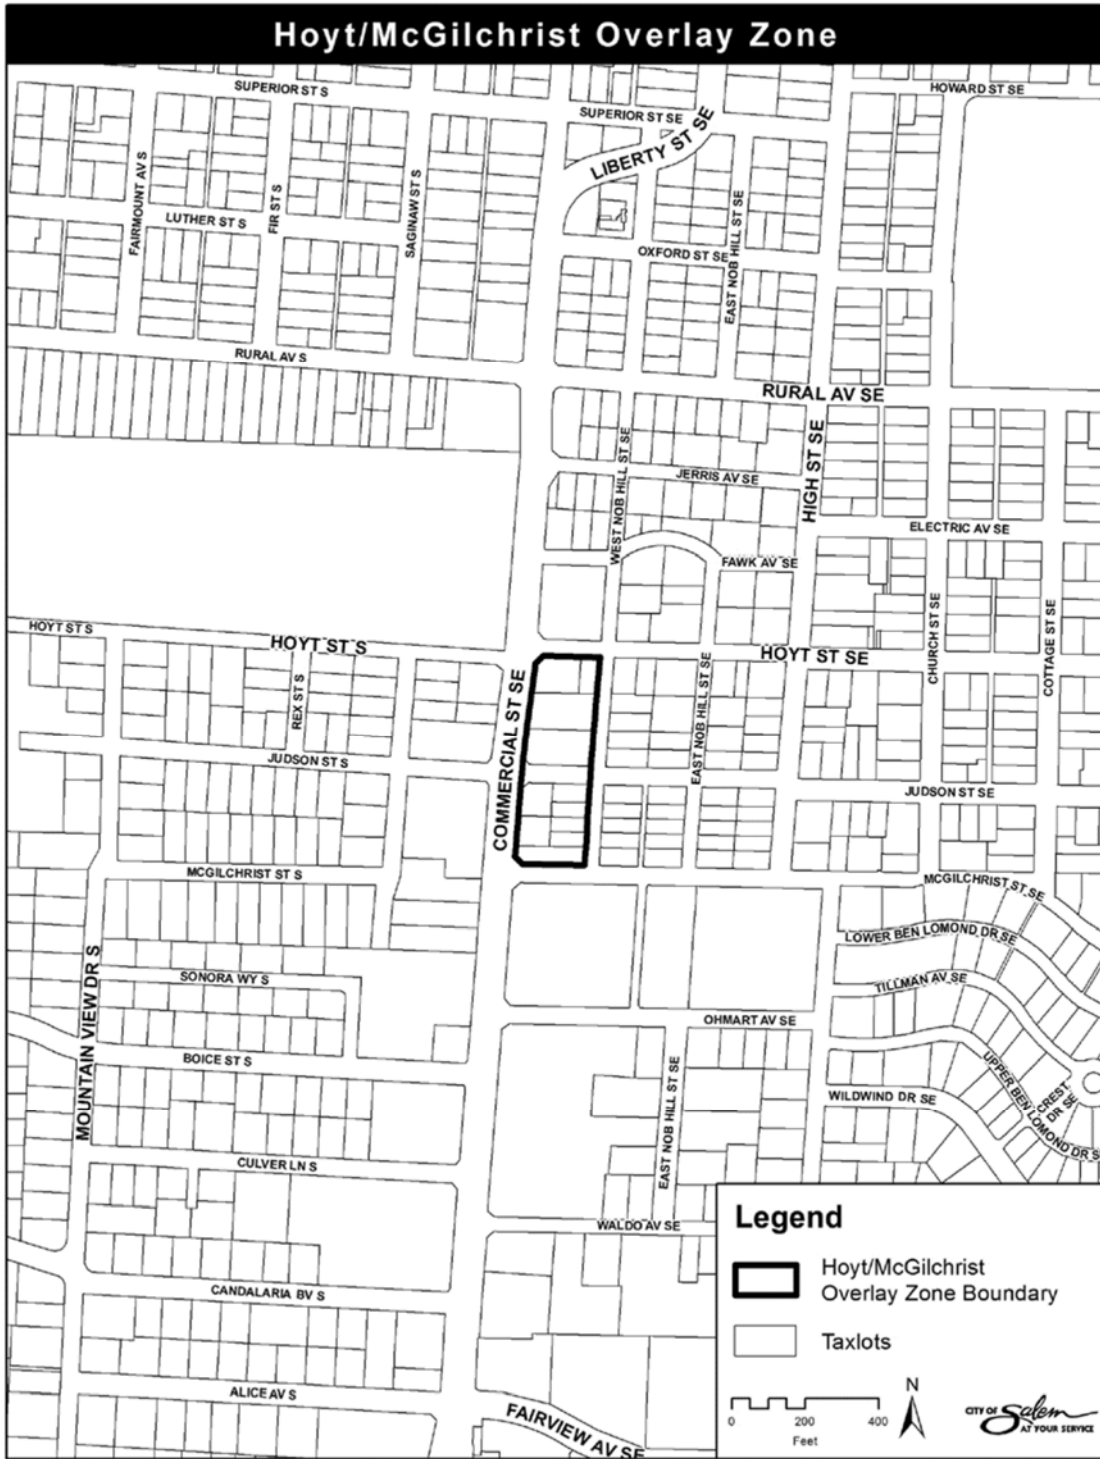 Hoyt/McGilchrist Overlay Zone
SUPERIOR ST S
HOWARD ST SE
SUPERIOR ST SE
LIBERTY ST SE
FAIRMOUNT AV S
FIR ST S
SAGINAW ST S
LUTHER ST S
EAST NOB HILL ST SE
OXFORD ST SE
RURAL AV S
RURAL AV SE
HIGH ST SE
WEST NOB HILL ST SE
JERRIS AV SE
ELECTRIC AV SE
FAWK AV SE
HOYT ST S
HOYT ST S
HOYT ST SE
CHURCH ST SE
COTTAGE ST SE
REX ST S
COMMERCIAL ST SE
EAST NOB HILL ST SE
JUDSON ST S
JUDSON ST SE
MCGILCHRIST ST S
MCGILCHRIST ST SE
LOWER BEN LOMOND DR SE
MOUNTAIN VIEW DR S
SONORA WY S
TILLMAN AV SE
OHMART AV SE
BOICE ST S
EAST NOB HILL ST SE
UPPER BEN LOMOND DR S
CREST
DR SE
WILDWIND DR SE
CULVER LN S
WALDO AV SE
CANDALARIA BV S
ALICE AV S
FAIRVIEW AV SE
Legend
Hoyt/McGilchrist
Overlay Zone Boundary
Taxlots
N
0 200 400
Feet
CITY OF Salem
AT YOUR SERVICE